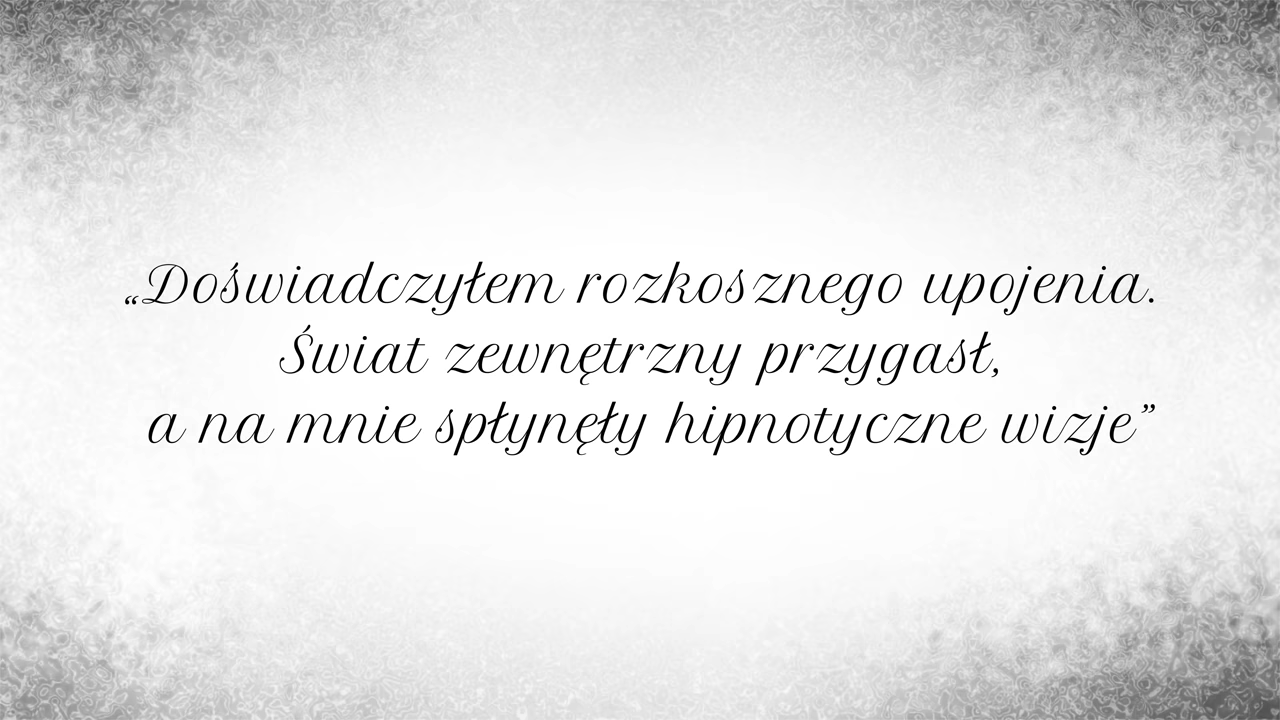 „Doświadczyłem rozkosznego upojenia.
Świat zewnętrzny przygasł,
a na mnie spłynęły hipnotyczne wizje”